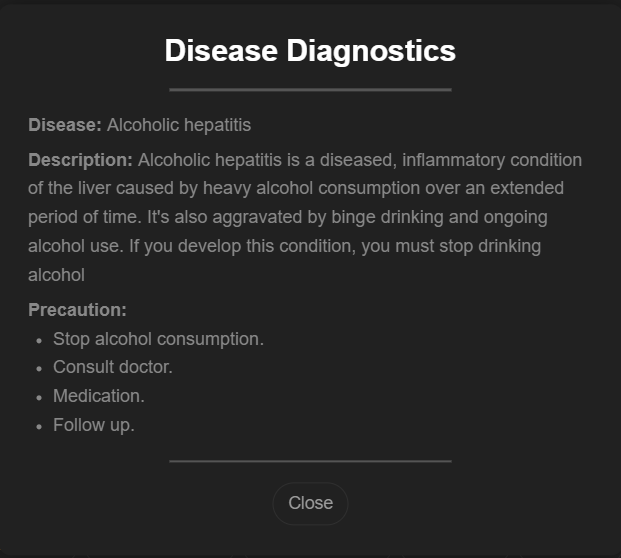 Disease Diagnostics
Disease: Alcoholic hepatitis
Description: Alcoholic hepatitis is a diseased, inflammatory condition
of the liver caused by heavy alcohol consumption over an extended
period of time. It's also aggravated by binge drinking and ongoing
alcohol use. If you develop this condition, you must stop drinking
alcohol
Precaution:
• Stop alcohol consumption.
• Consult doctor.
• Medication.
• Follow up.
Close